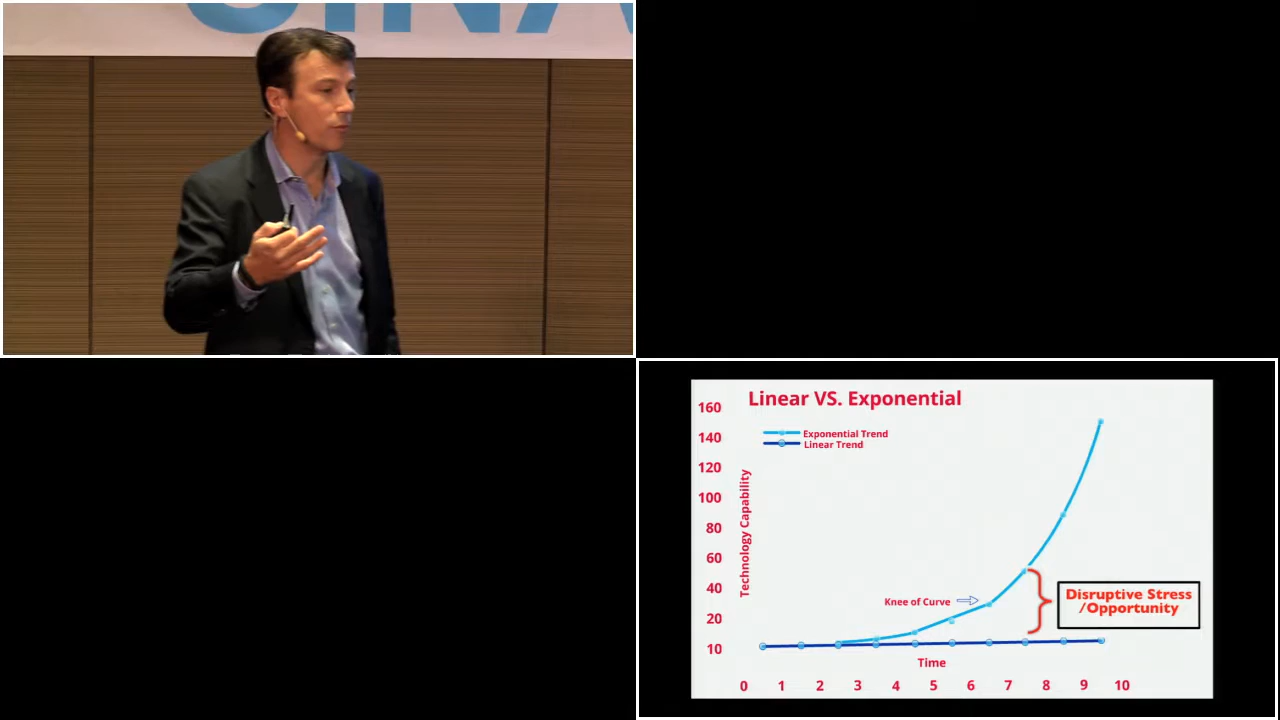 Linear VS. Exponential
160
140
120
100
80
60
40
20
10
Technology Capability
Exponential Trend
Linear Trend
Knee of Curve
Disruptive Stress
/Opportunity
Time
0 1 2 3 4 5 6 7 8 9 10